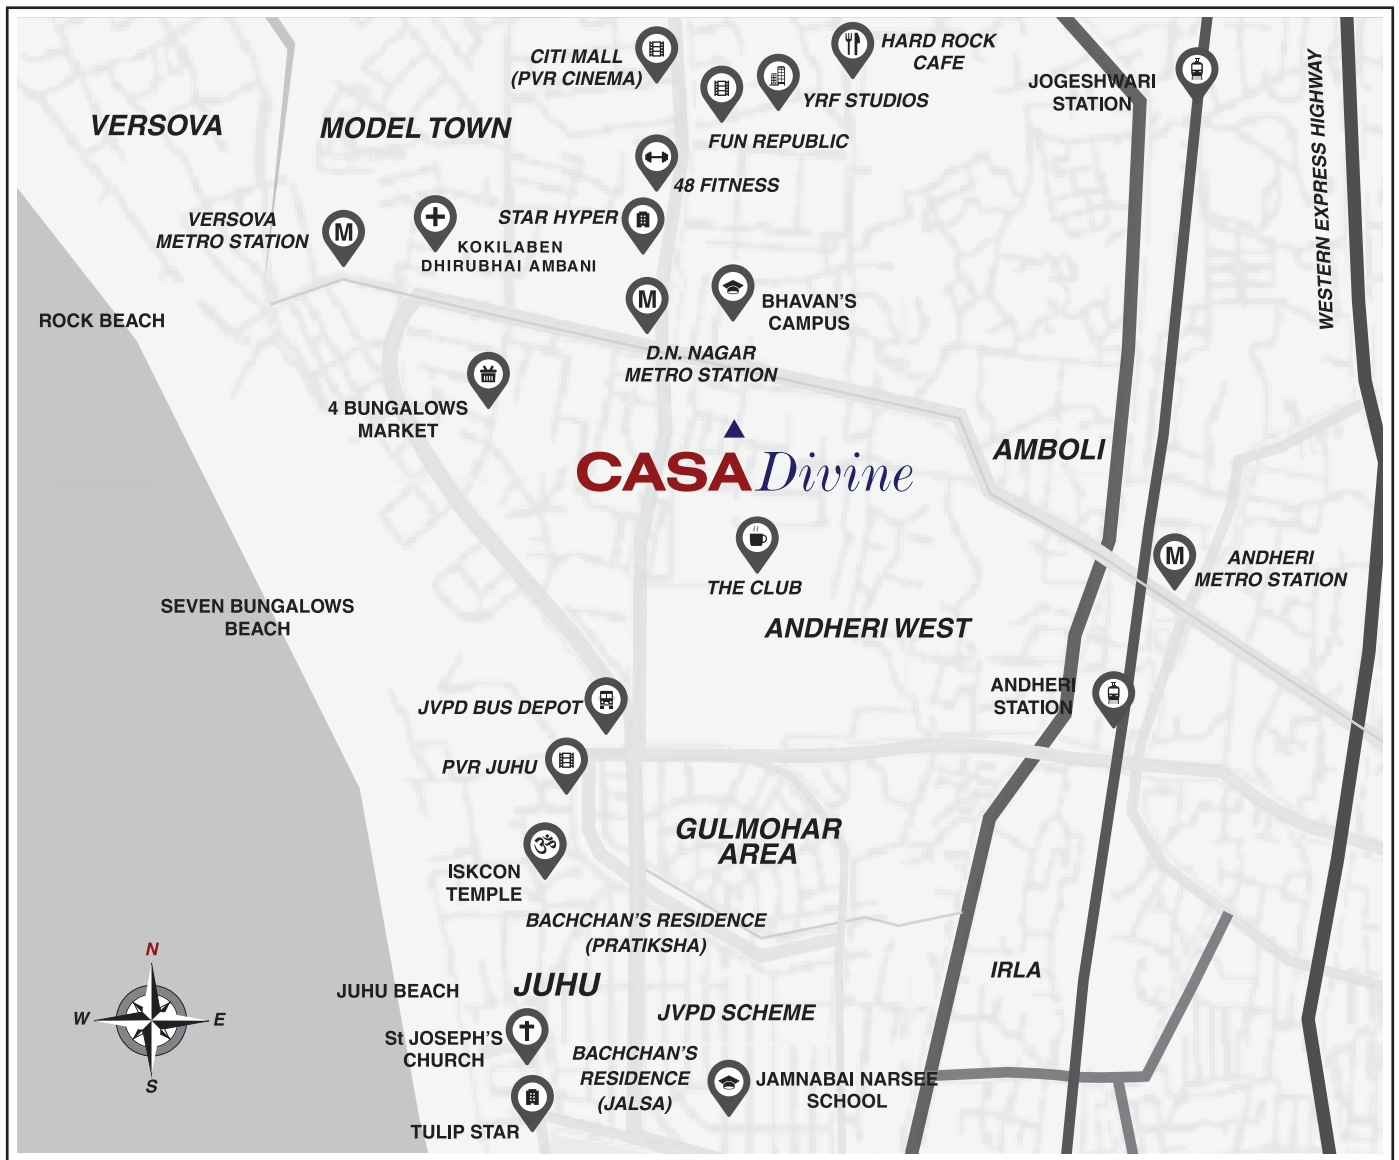 CITI MALL
(PVR CINEMA)
HARD ROCK
CAFE
YRF STUDIOS
FUN REPUBLIC
JOGESHWARI
STATION
WESTERN EXPRESS HIGHWAY
VERSOVA
MODEL TOWN
48 FITNESS
VERSOVA
METRO STATION
M
STAR HYPER
KOKILABEN
DHIRUBHAI AMBANI
M
BHAVAN'S
CAMPUS
ROCK BEACH
D.N. NAGAR
METRO STATION
4 BUNGALOWS
MARKET
CASA Divine
AMBOLI
M
ANDHERI
METRO STATION
THE CLUB
SEVEN BUNGALOWS
BEACH
ANDHERI WEST
ANDHERI
STATION
JVPD BUS DEPOT
PVR JUHU
GULMOHAR
AREA
ॐ
ISKCON
TEMPLE
BACHCHAN'S RESIDENCE
(PRATIKSHA)
N
W
E
S
JUHU BEACH
JUHU
IRLA
JVPD SCHEME
St JOSEPH'S
CHURCH
BACHCHAN'S
RESIDENCE
(JALSA)
JAMNABAI NARSEE
SCHOOL
TULIP STAR